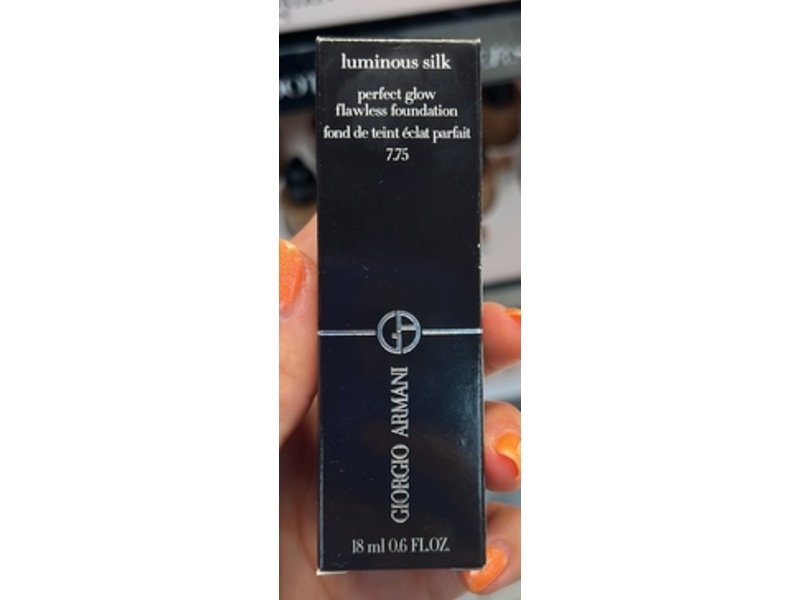 luminous silk
perfect glow
flawless foundation
fond de teint éclat parfait
7.75
GIORGIO ARMANI
18 ml 0.6 FL.OZ.